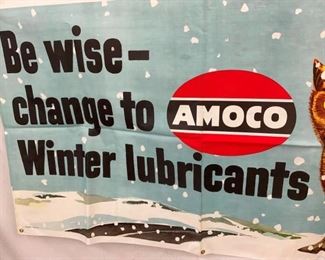 Be wise—
change to AMOCO
Winter lubricants